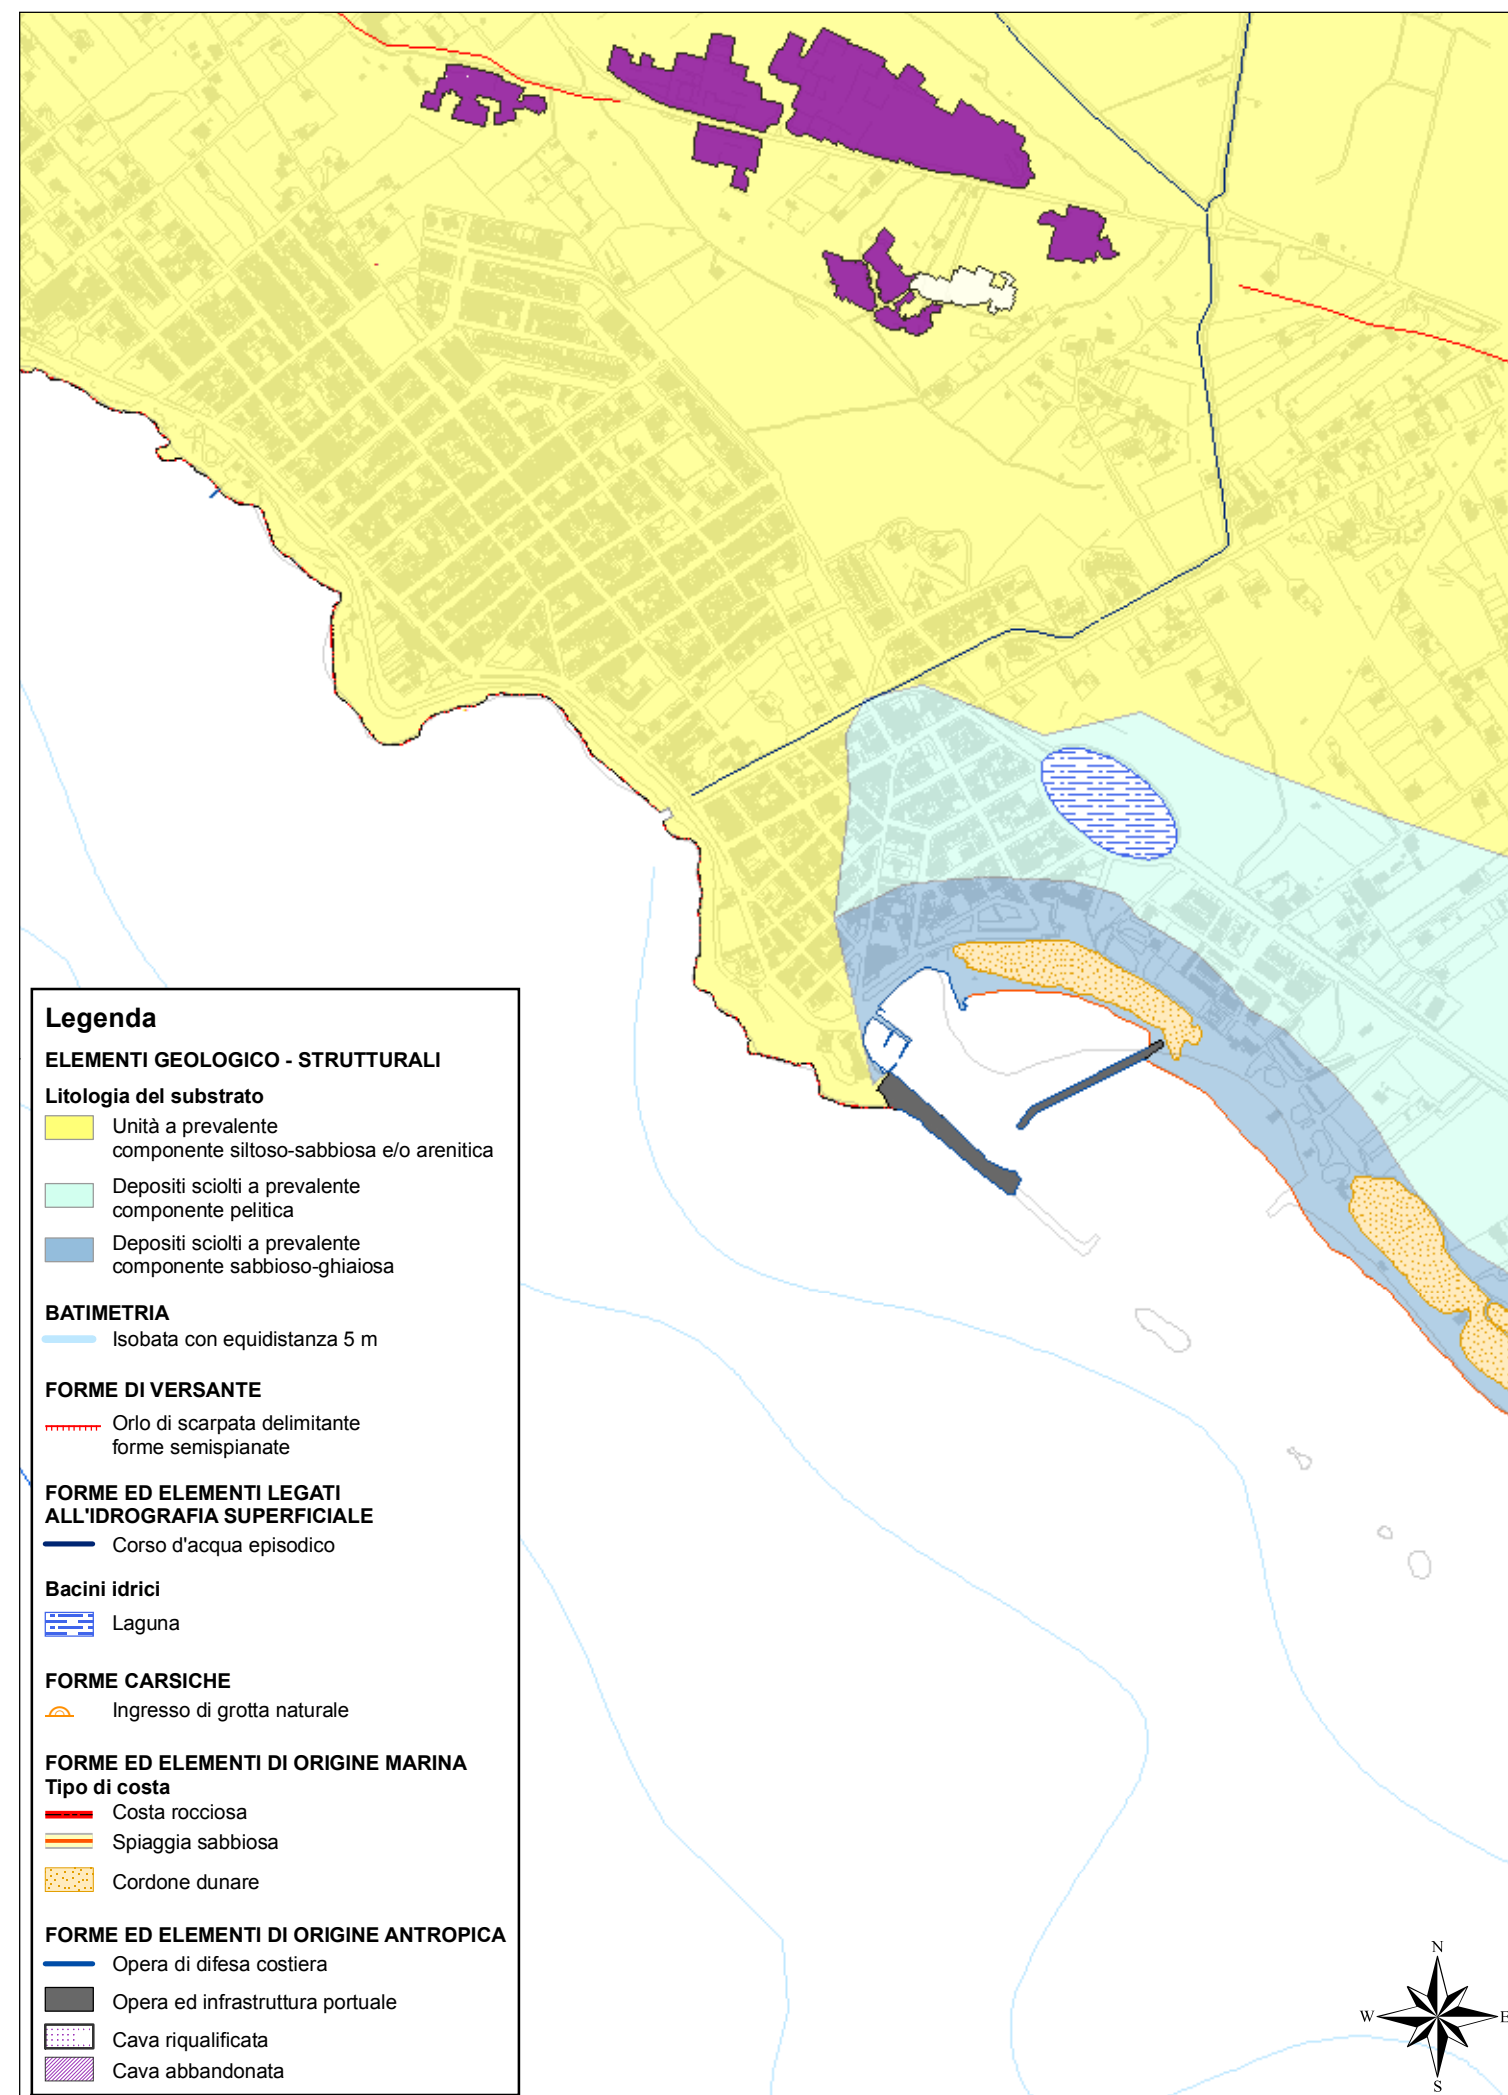 Legenda
ELEMENTI GEOLOGICO - STRUTTURALI
Litologia del substrato
Unità a prevalente
componente siltoso-sabbiosa e/o arenitica
Depositi sciolti a prevalente
componente pelitica
Depositi sciolti a prevalente
componente sabbioso-ghiaiosa
BATIMETRIA
Isobata con equidistanza 5 m
FORME DI VERSANTE
Orlo di scarpata delimitante
forme semispianate
FORME ED ELEMENTI LEGATI
ALL'IDROGRAFIA SUPERFICIALE
Corso d'acqua episodico
Bacini idrici
Laguna
FORME CARSICHE
Ingresso di grotta naturale
FORME ED ELEMENTI DI ORIGINE MARINA
Tipo di costa
Costa rocciosa
Spiaggia sabbiosa
Cordone dunare
FORME ED ELEMENTI DI ORIGINE ANTROPICA
Opera di difesa costiera
Opera ed infrastruttura portuale
Cava riqualificata
Cava abbandonata
N
W E
S